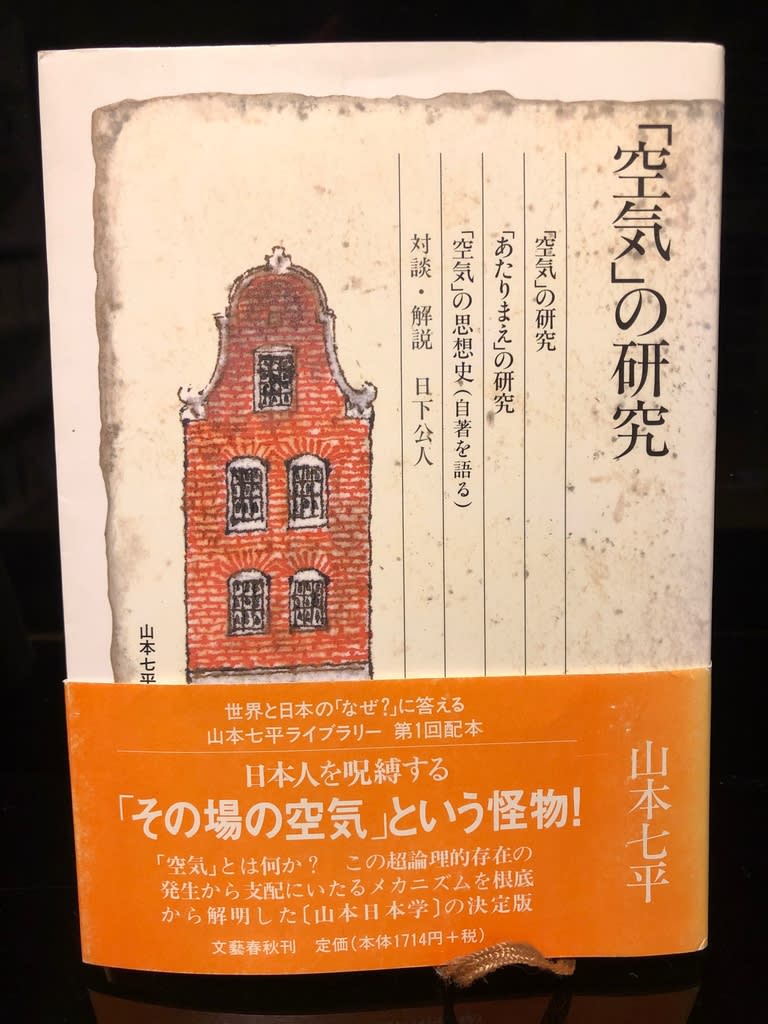 「空気」の研究
「空気」の研究
「あたりまえ」の研究
「空気」の思想史(自著を語る)
対談・解説 日下公人
山本七平
世界と日本の「なぜ?」に答える
山本七平ライブラリー 第1回配本
日本人を呪縛する
「その場の空気」という怪物!
「空気」とは何か? この超論理的存在の
発生から支配にいたるメカニズムを根底
から解明した〔山本日本学〕の決定版
文藝春秋刊 定価(本体1714円+税)
山本七平